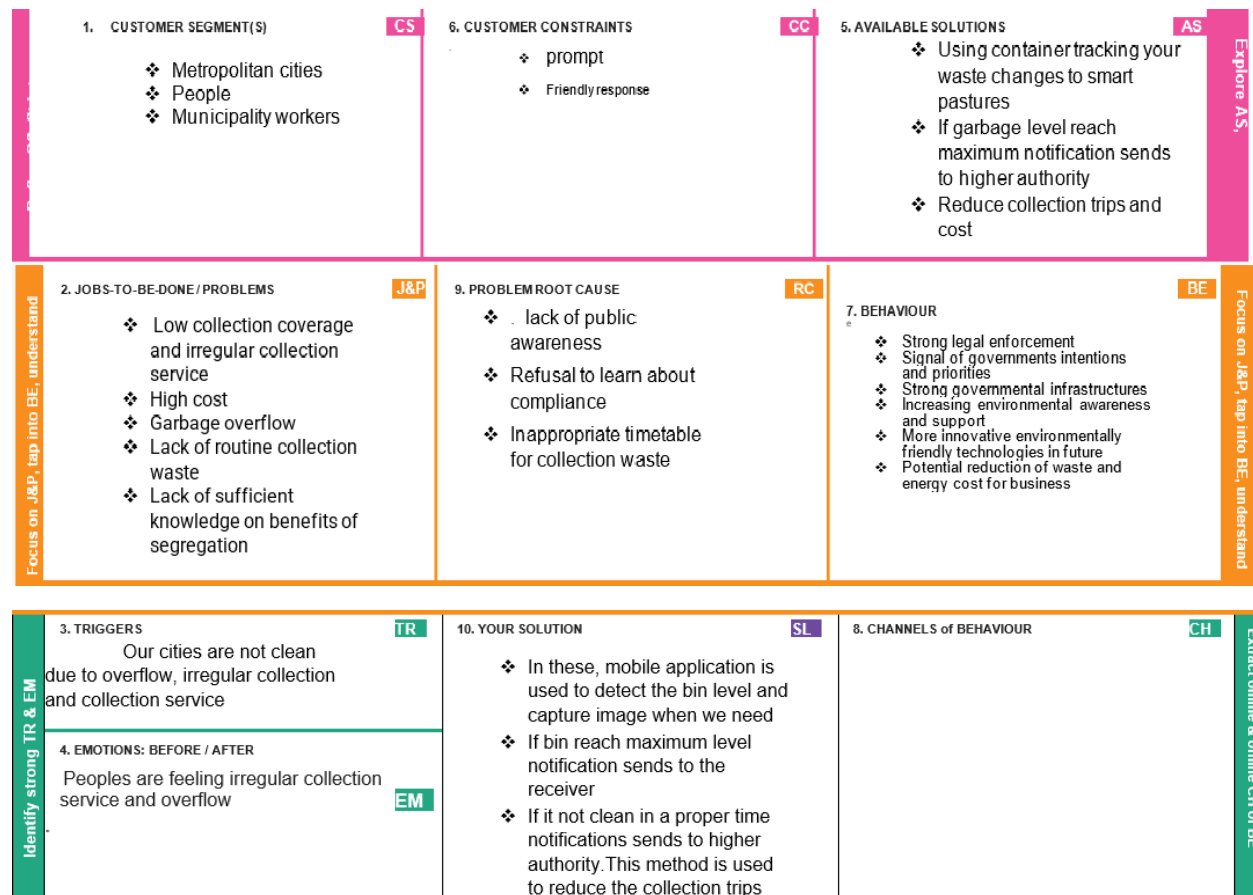 1. CUSTOMER SEGMENT(S) CS
❖ Metropolitan cities
❖ People
❖ Municipality workers
6. CUSTOMER CONSTRAINTS CC
❖ prompt
❖ Friendly response
5. AVAILABLE SOLUTIONS AS
❖ Using container tracking your
waste changes to smart
pastures
❖ If garbage level reach
maximum notification sends
to higher authority
❖ Reduce collection trips and
cost
Explore AS,
Focus on J&P, tap into BE, understand
2. JOBS-TO-BE-DONE / PROBLEMS J&P
❖ Low collection coverage
and irregular collection
service
❖ High cost
❖ Garbage overflow
❖ Lack of routine collection
waste
❖ Lack of sufficient
knowledge on benefits of
segregation
9. PROBLEM ROOT CAUSE RC
❖ . lack of public
awareness
❖ Refusal to learn about
compliance
❖ Inappropriate timetable
for collection waste
BE
7. BEHAVIOUR
e
❖ Strong legal enforcement
❖ Signal of governments intentions
and priorities
❖ Strong governmental infrastructures
❖ Increasing environmental awareness
and support
❖ More innovative environmentally
friendly technologies in future
❖ Potential reduction of waste and
energy cost for business
Focus on J&P, tap into BE, understand
Identify strong TR & EM
3. TRIGGERS TR
Our cities are not clean
due to overflow, irregular collection
and collection service
4. EMOTIONS: BEFORE / AFTER
Peoples are feeling irregular collection
service and overflow EM
-
10. YOUR SOLUTION SL
❖ In these, mobile application is
used to detect the bin level and
capture image when we need
❖ If bin reach maximum level
notification sends to the
receiver
❖ If it not clean in a proper time
notifications sends to higher
authority.This method is used
to reduce the collection trips
8. CHANNELS of BEHAVIOUR CH